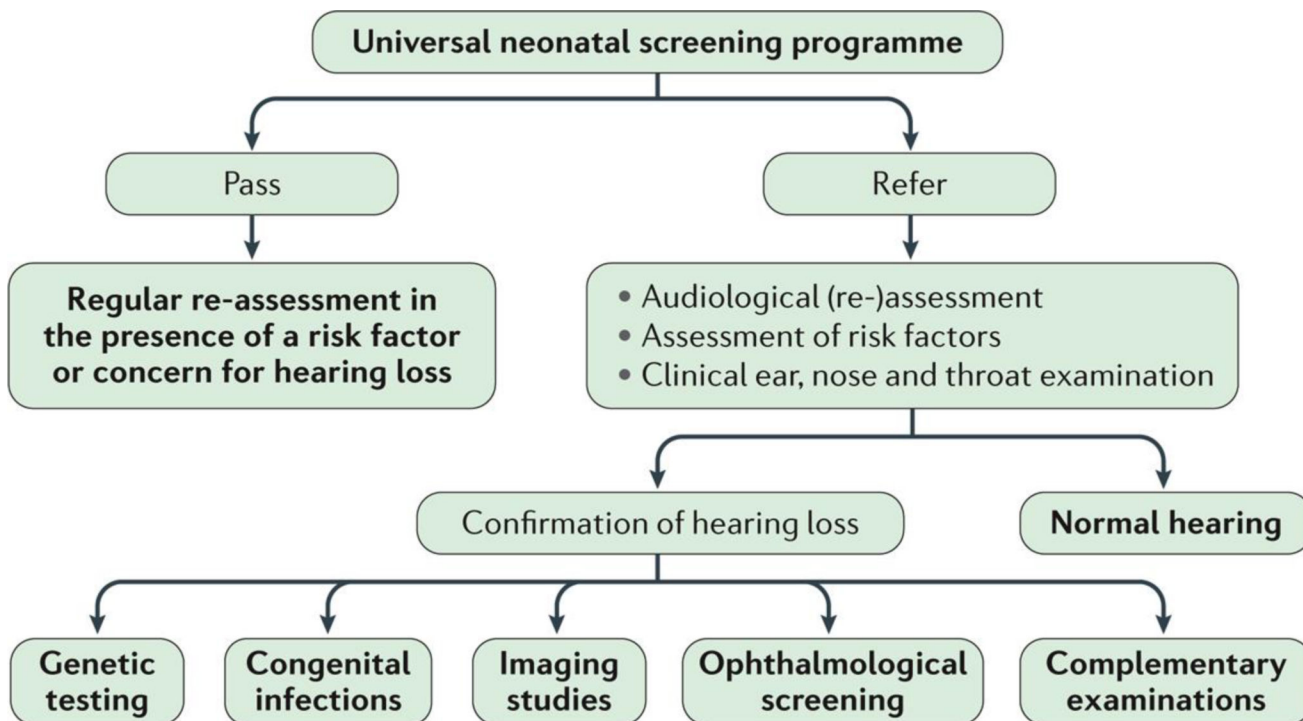 Universal neonatal screening programme
Pass
Refer
Regular re-assessment in
the presence of a risk factor
or concern for hearing loss
• Audiological (re-)assessment
• Assessment of risk factors
• Clinical ear, nose and throat examination
Confirmation of hearing loss
Normal hearing
Genetic
testing
Congenital
infections
Imaging
studies
Ophthalmological
screening
Complementary
examinations